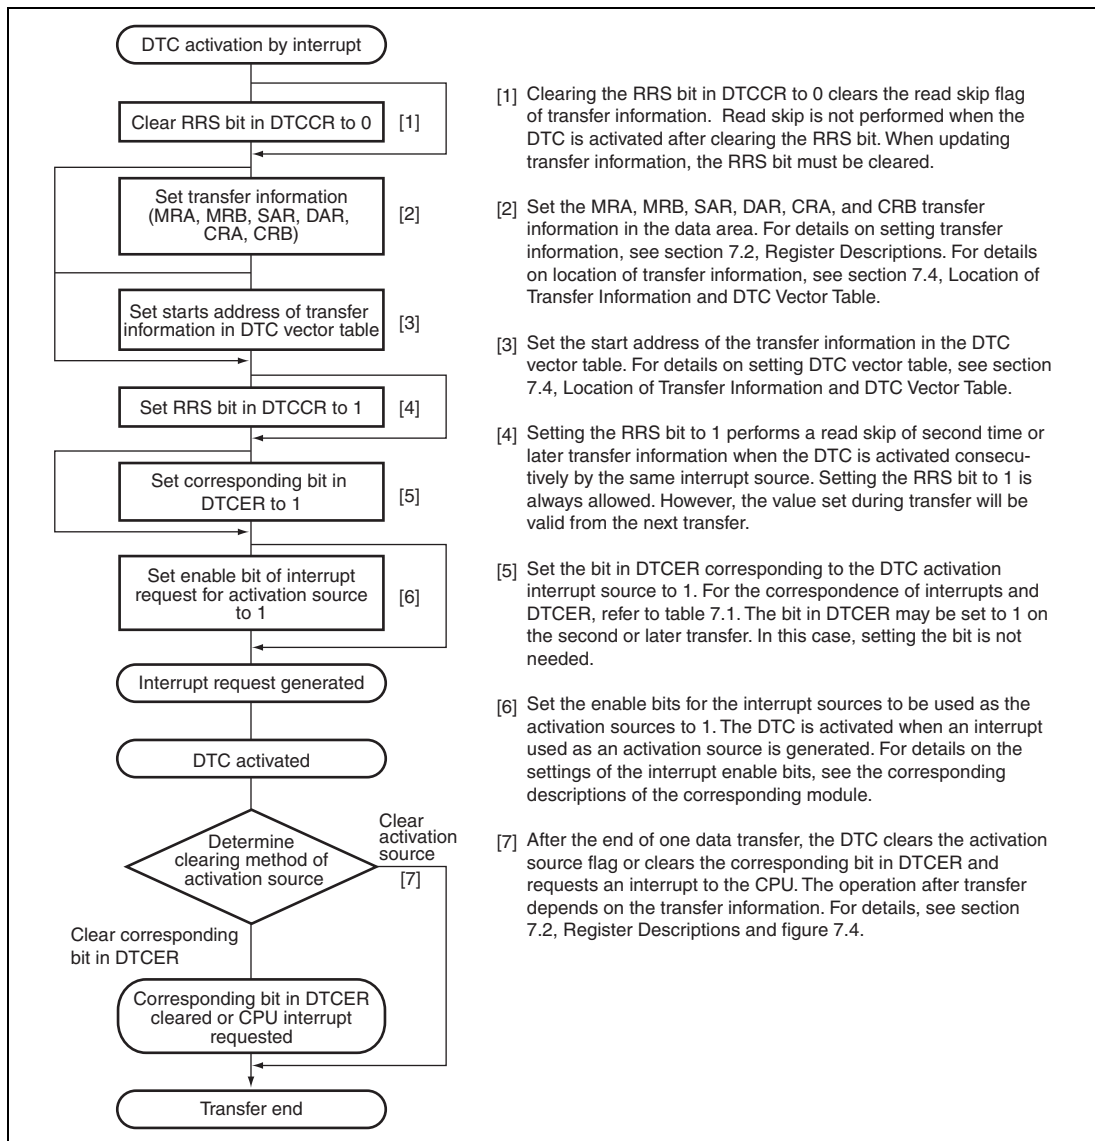 DTC activation by interrupt
Clear RRS bit in DTCCR to 0
[1]
Set transfer information
(MRA, MRB, SAR, DAR,
CRA, CRB)
[2]
Set starts address of transfer
information in DTC vector table
[3]
Set RRS bit in DTCCR to 1
[4]
Set corresponding bit in
DTCER to 1
[5]
Set enable bit of interrupt
request for activation source
to 1
[6]
Interrupt request generated
DTC activated
Determine
clearing method of
activation source
Clear
activation
source
[7]
Clear corresponding
bit in DTCER
Corresponding bit in DTCER
cleared or CPU interrupt
requested
Transfer end
[1] Clearing the RRS bit in DTCCR to 0 clears the read skip flag
of transfer information. Read skip is not performed when the
DTC is activated after clearing the RRS bit. When updating
transfer information, the RRS bit must be cleared.
[2] Set the MRA, MRB, SAR, DAR, CRA, and CRB transfer
information in the data area. For details on setting transfer
information, see section 7.2, Register Descriptions. For details
on location of transfer information, see section 7.4, Location of
Transfer Information and DTC Vector Table.
[3] Set the start address of the transfer information in the DTC
vector table. For details on setting DTC vector table, see section
7.4, Location of Transfer Information and DTC Vector Table.
[4] Setting the RRS bit to 1 performs a read skip of second time or
later transfer information when the DTC is activated consecu-
tively by the same interrupt source. Setting the RRS bit to 1 is
always allowed. However, the value set during transfer will be
valid from the next transfer.
[5] Set the bit in DTCER corresponding to the DTC activation
interrupt source to 1. For the correspondence of interrupts and
DTCER, refer to table 7.1. The bit in DTCER may be set to 1 on
the second or later transfer. In this case, setting the bit is not
needed.
[6] Set the enable bits for the interrupt sources to be used as the
activation sources to 1. The DTC is activated when an interrupt
used as an activation source is generated. For details on the
settings of the interrupt enable bits, see the corresponding
descriptions of the corresponding module.
[7] After the end of one data transfer, the DTC clears the activation
source flag or clears the corresponding bit in DTCER and
requests an interrupt to the CPU. The operation after transfer
depends on the transfer information. For details, see section
7.2, Register Descriptions and figure 7.4.